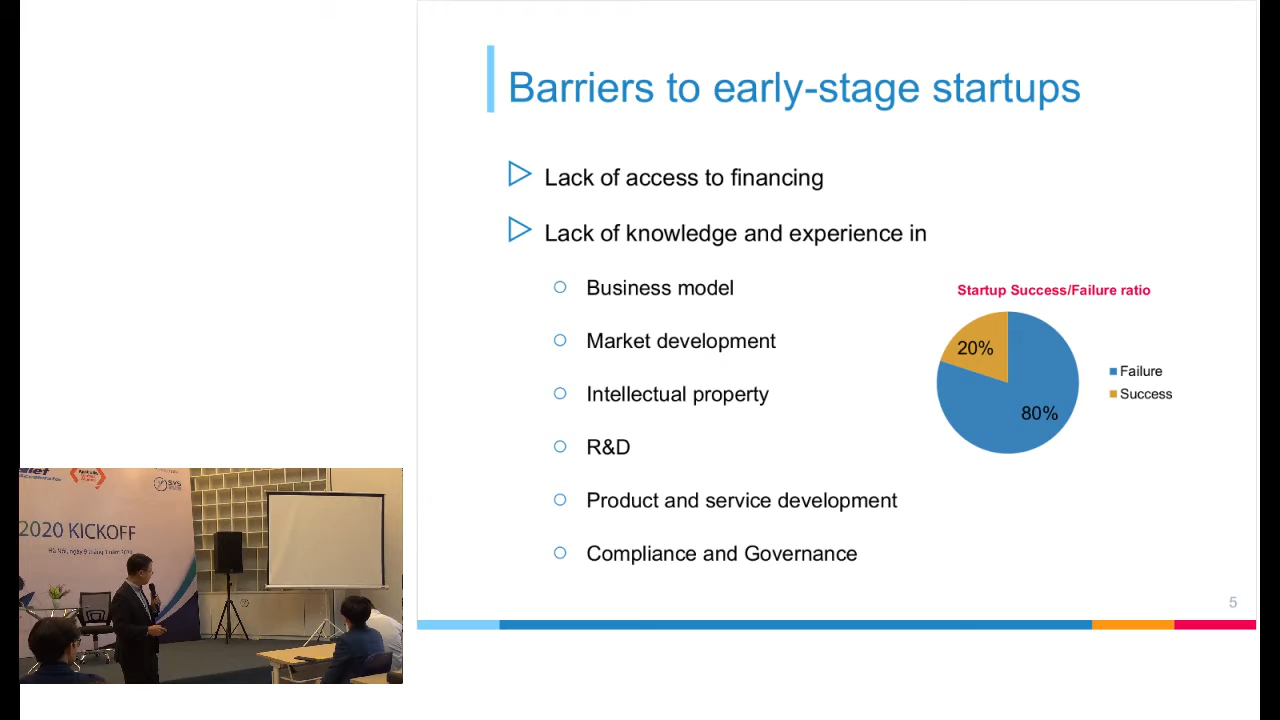 Barriers to early-stage startups
Lack of access to financing
Lack of knowledge and experience in
Business model
Market development
Intellectual property
R&D
Product and service development
Compliance and Governance
Startup Success/Failure ratio
20%
80%
Failure
Success
5
SYS
2020 KICKOFF